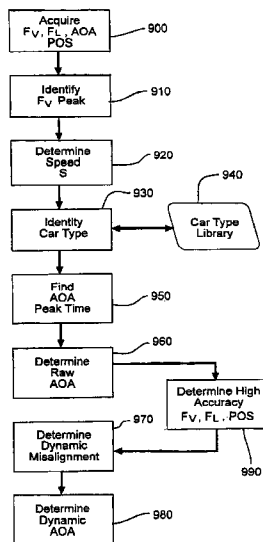 Acquire
Fv, FL, AOA
POS
900
Identify
Fv Peak
910
Determine
Speed
S
920
930
Identity
Car Type
940
Car Type
Library
Find
AOA
Peak Time
950
Determine
Raw
AOA
960
Determine High
Accuracy
Fv, FL, POS
990
970
Determine
Dynamic
Misalignment
Determine
Dynamic
AOA
980